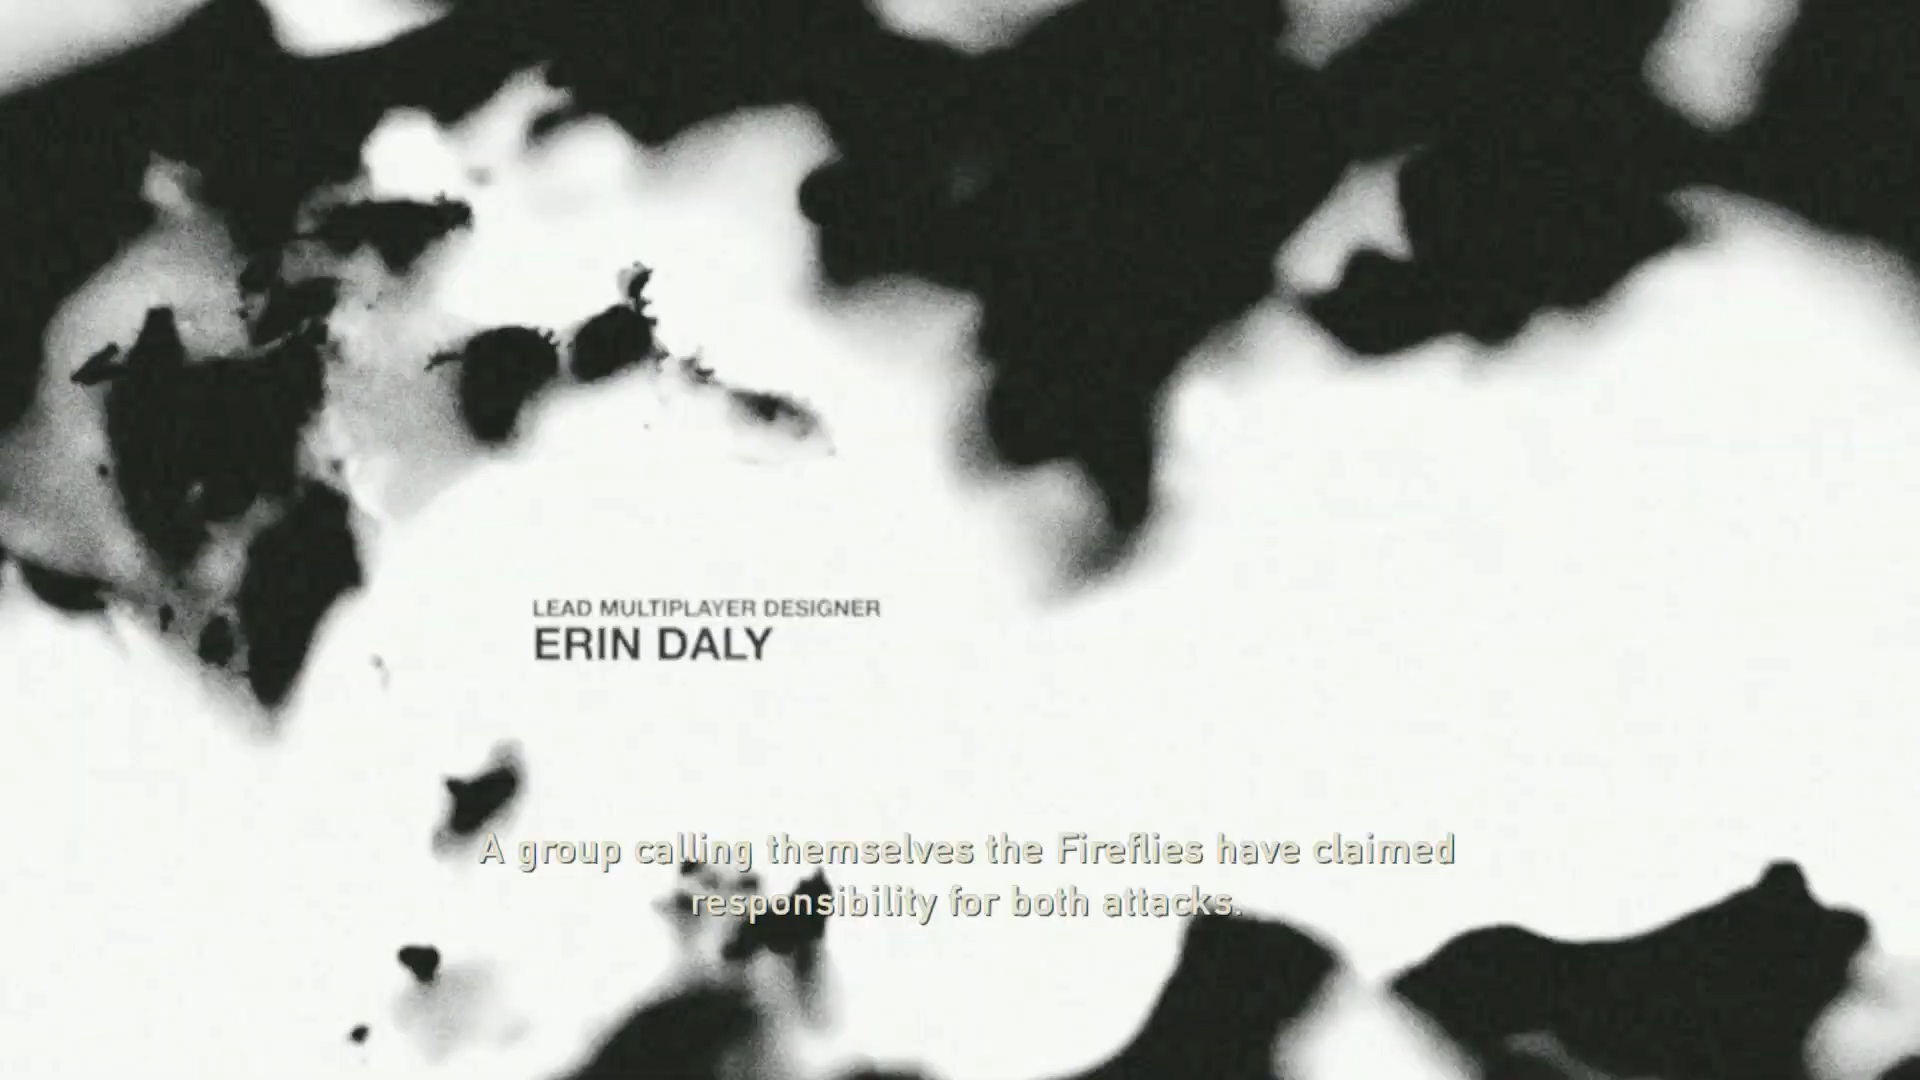 LEAD MULTIPLAYER DESIGNER
ERIN DALY
A group calling themselves the Fireflies have claimed
responsibility for both attacks.